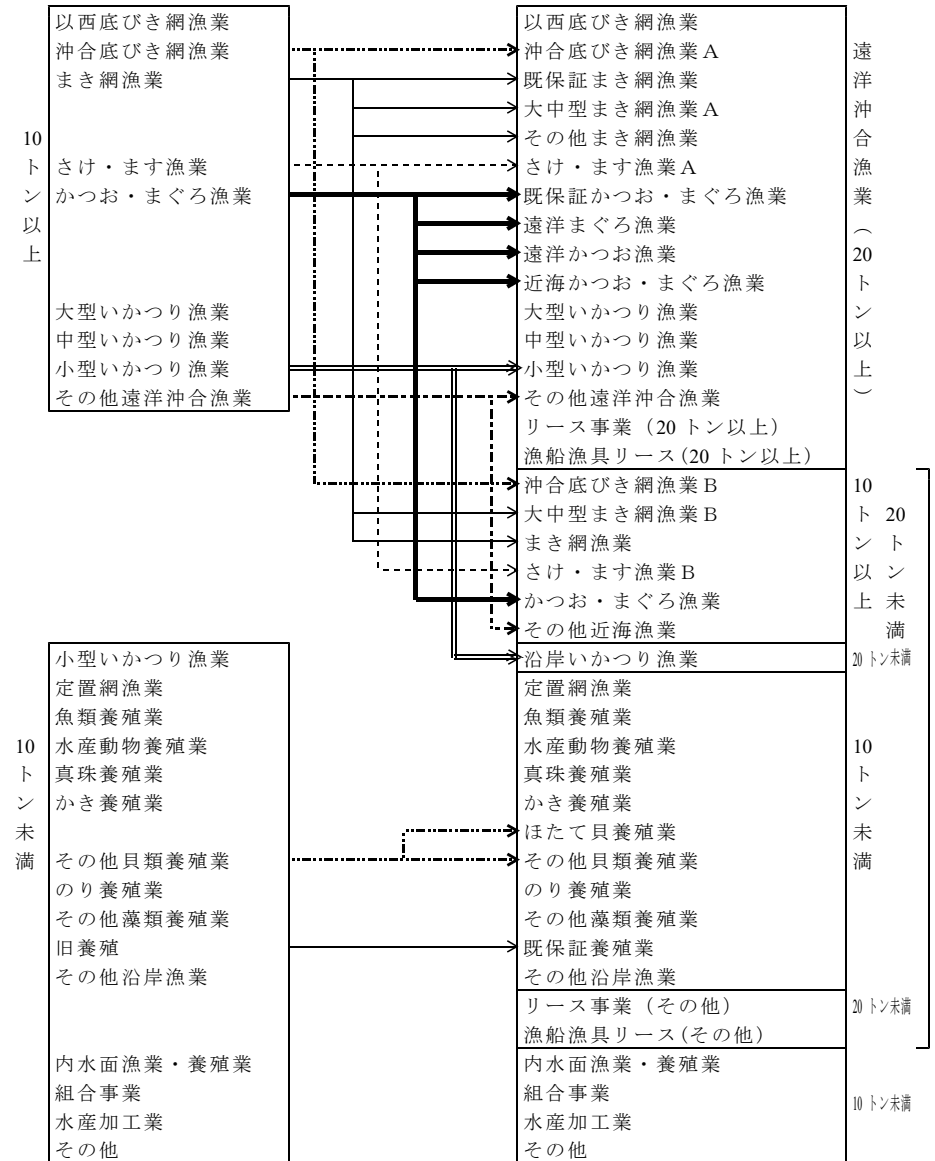 以西底びき網漁業
沖合底びき網漁業
まき網漁業
さけ・ます漁業
かつお・まぐろ漁業
大型いかつり漁業
中型いかつり漁業
小型いかつり漁業
その他遠洋沖合漁業
10トン以上
小型いかつり漁業
定置網漁業
魚類養殖業
水産動物養殖業
真珠養殖業
かき養殖業
その他貝類養殖業
のり養殖業
その他藻類養殖業
旧養殖
その他沿岸漁業
内水面漁業・養殖業
組合事業
水産加工業
その他
10トン未満
以西底びき網漁業
沖合底びき網漁業A
既保証まき網漁業
大中型まき網漁業A
その他まき網漁業
さけ・ます漁業A
既保証かつお・まぐろ漁業
遠洋まぐろ漁業
遠洋かつお漁業
近海かつお・まぐろ漁業
大型いかつり漁業
中型いかつり漁業
小型いかつり漁業
その他遠洋沖合漁業
リース事業（20トン以上）
漁船漁具リース(20トン以上)
遠洋沖合漁業（20トン以上）
沖合底びき網漁業B
大中型まき網漁業B
まき網漁業
さけ・ます漁業B
かつお・まぐろ漁業
その他近海漁業
10トン以上
20トン未満
沿岸いかつり漁業
20トン未満
定置網漁業
魚類養殖業
水産動物養殖業
真珠養殖業
かき養殖業
ほたて貝養殖業
その他貝類養殖業
のり養殖業
その他藻類養殖業
既保証養殖業
その他沿岸漁業
10トン未満
リース事業（その他）
漁船漁具リース(その他)
20トン未満
内水面漁業・養殖業
組合事業
水産加工業
その他
10トン未満